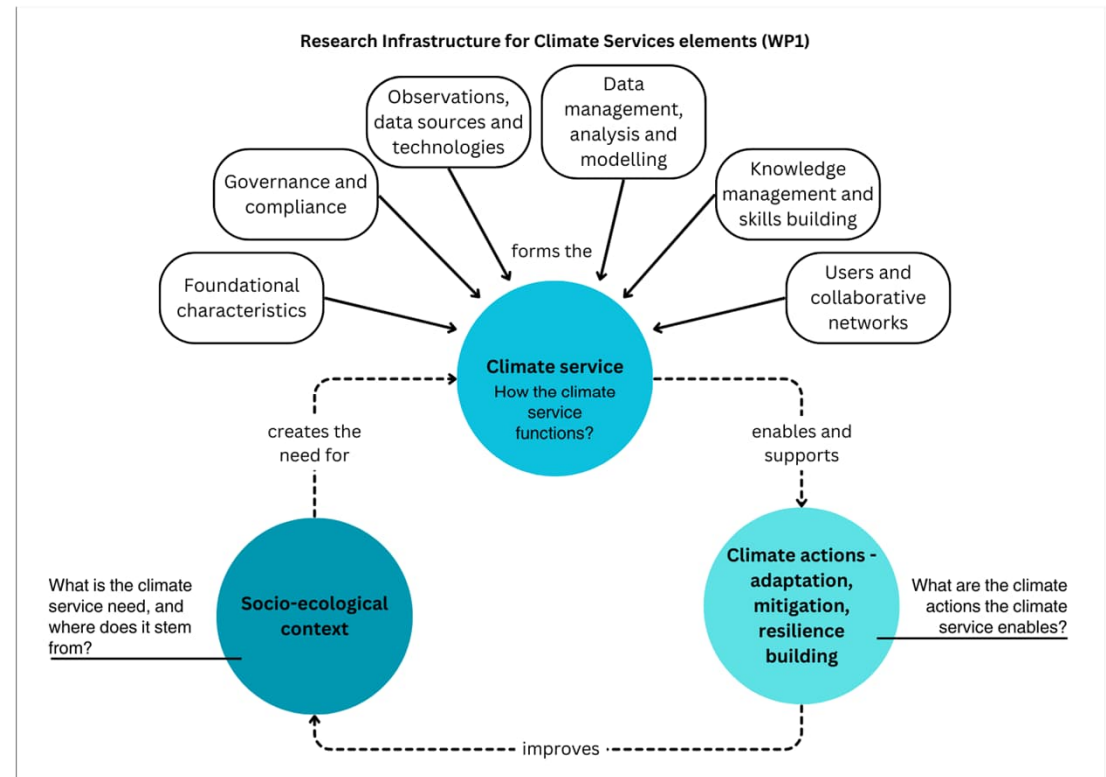 Research Infrastructure for Climate Services elements (WP1)
Observations,
data sources and
technologies
Data
management,
analysis and
modelling
Governance and
compliance
Knowledge
management and
skills building
Foundational
characteristics
forms the
Users and
collaborative
networks
Climate service
How the climate
service
functions?
creates the
need for
enables and
supports
What is the climate
service need, and
where does it stem
from?
Socio-ecological
context
Climate actions -
adaptation,
mitigation,
resilience
building
What are the climate
actions the climate
service enables?
improves